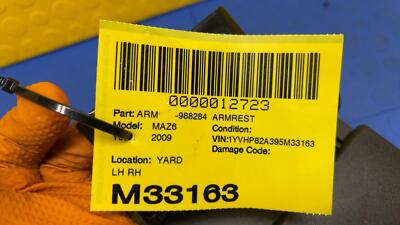 0000012723
Part: ARM -988284 ARMREST
Model: MAZ6 Condition:
2009 VIN:1YVHP82A395M33163
Damage Code:
Location: YARD
LH RH
M33163